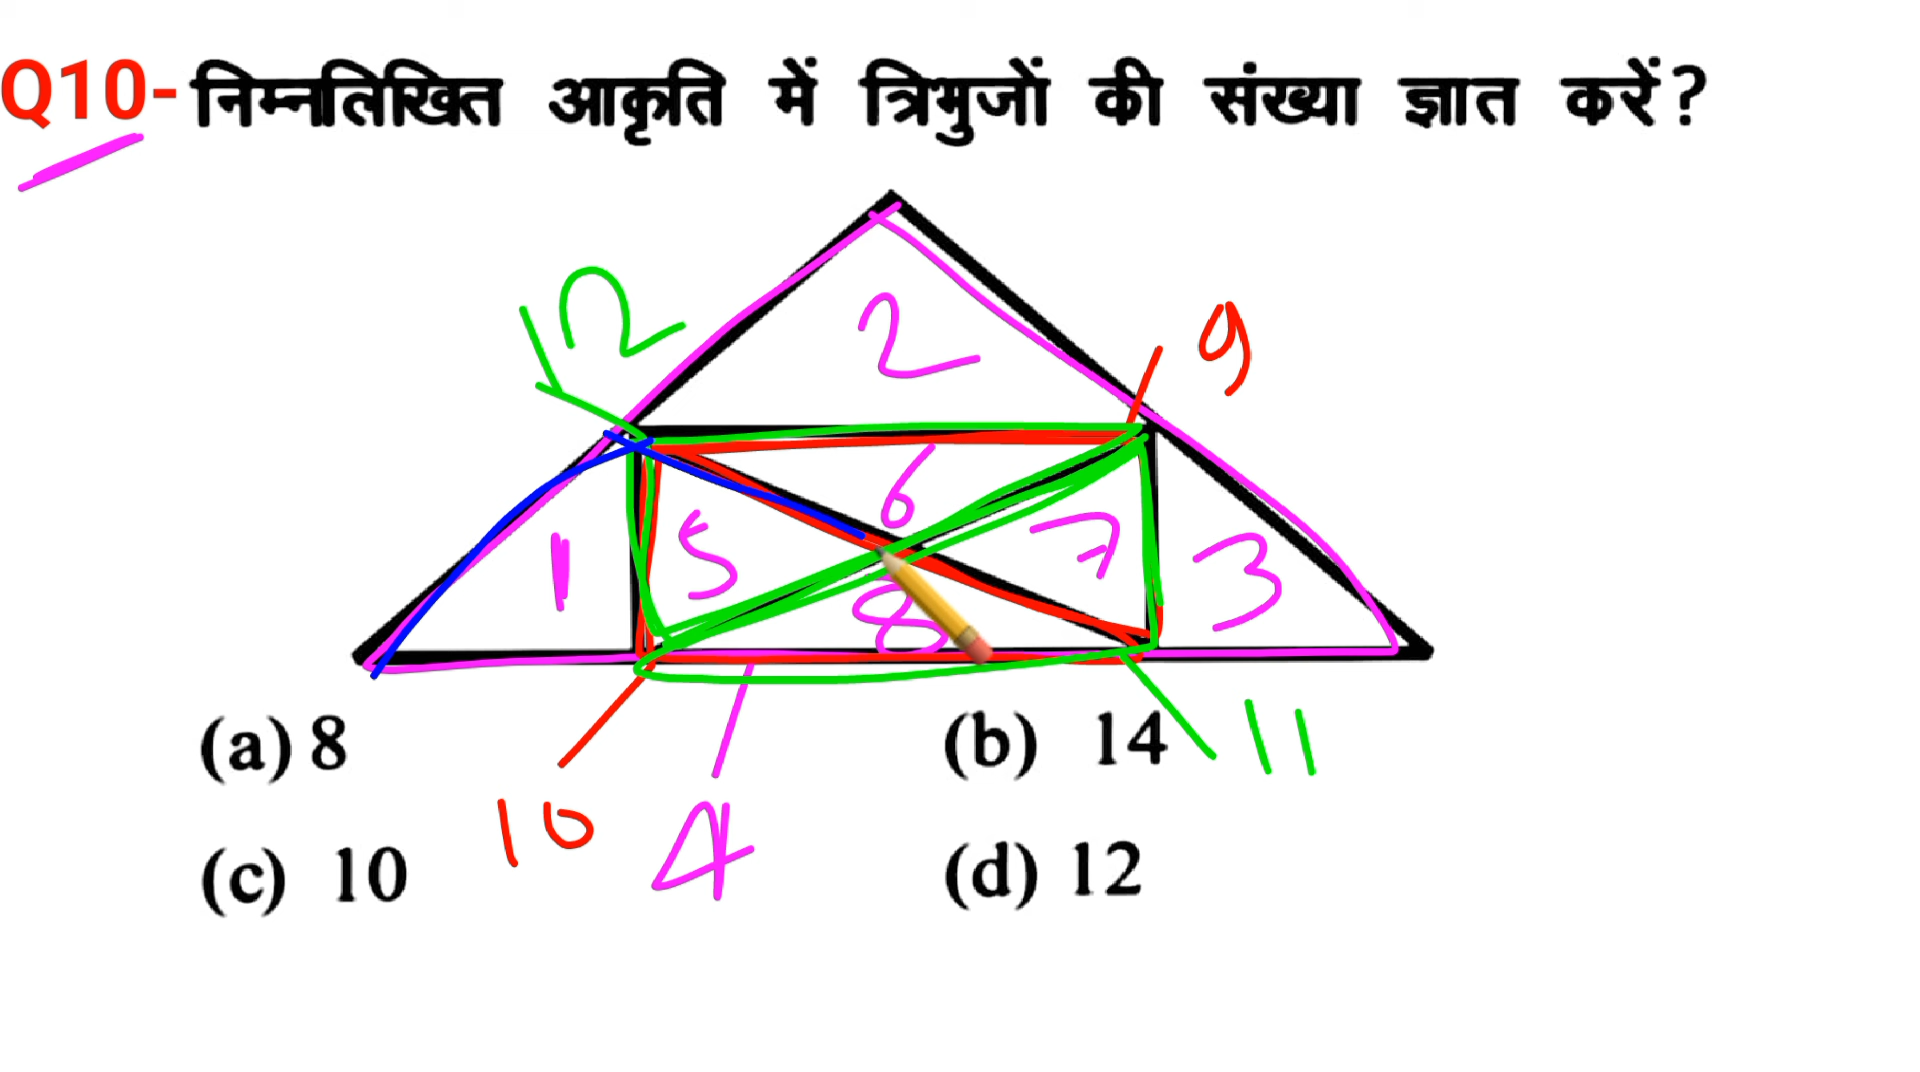 Q10- निम्नलिखित आकृति में त्रिभुजों की संख्या ज्ञात करें?
12
2
9
6
1
5
7
3
8
(a) 8
(b) 14
11
10
4
(c) 10
(d) 12